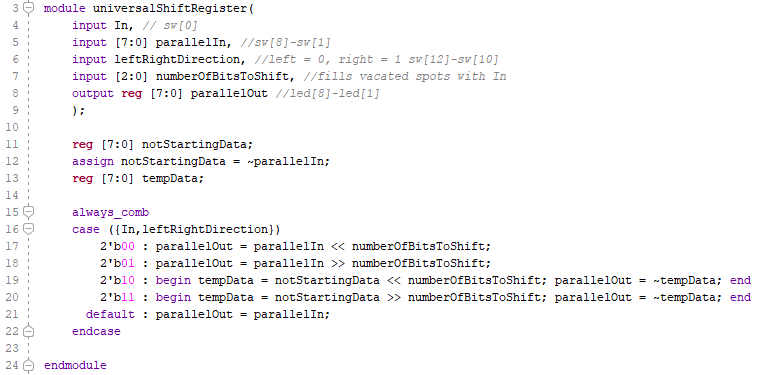 3 module universalShiftRegister(
4 input In, // sw[0]
5 input [7:0] parallelIn, //sw[8]-sw[1]
6 input leftRightDirection, //left = 0, right = 1 sw[12]-sw[10]
7 input [2:0] numberOfBitsToShift, //fills vacated spots with In
8 output reg [7:0] parallelOut //led[8]-led[1]
9 );
10
11 reg [7:0] notStartingData;
12 assign notStartingData = ~parallelIn;
13 reg [7:0] tempData;
14
15 always_comb
16 case ({In,leftRightDirection})
17 2'b00 : parallelOut = parallelIn << numberOfBitsToShift;
18 2'b01 : parallelOut = parallelIn >> numberOfBitsToShift;
19 2'b10 : begin tempData = notStartingData << numberOfBitsToShift; parallelOut = ~tempData; end
20 2'b11 : begin tempData = notStartingData >> numberOfBitsToShift; parallelOut = ~tempData; end
21 default : parallelOut = parallelIn;
22 endcase
23
24 endmodule